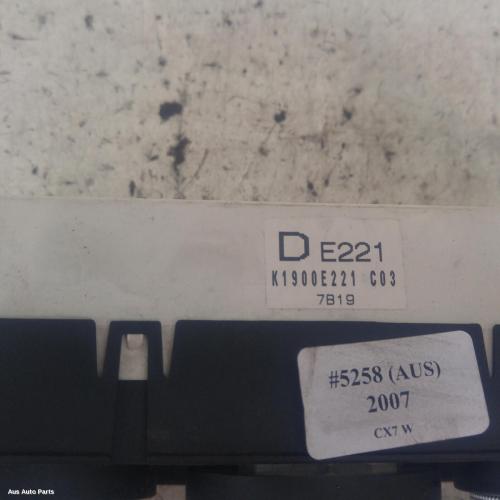 D E221
K1900E221 C03
7B19
#5258 (AUS)
2007
CX7 W
Aus Auto Parts